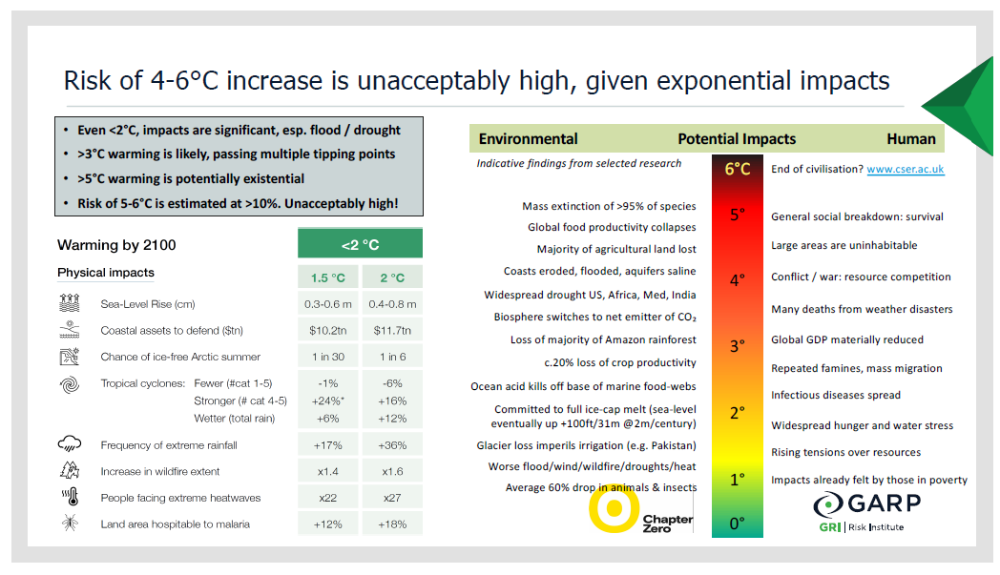 Risk of 4-6°C increase is unacceptably high, given exponential impacts
• Even <2°C, impacts are significant, esp. flood / drought
• >3°C warming is likely, passing multiple tipping points
• >5°C warming is potentially existential
• Risk of 5-6°C is estimated at >10%. Unacceptably high!
Warming by 2100 <2 °C
Physical impacts 1.5 °C 2 °C
Sea-Level Rise (cm) 0.3-0.6 m 0.4-0.8 m
Coastal assets to defend ($tn) $10.2tn $11.7tn
Chance of ice-free Arctic summer 1 in 30 1 in 6
Tropical cyclones: Fewer (#cat 1-5) -1% -6%
Stronger (# cat 4-5) +24%* +16%
Wetter (total rain) +6% +12%
Frequency of extreme rainfall +17% +36%
Increase in wildfire extent x1.4 x1.6
People facing extreme heatwaves x22 x27
Land area hospitable to malaria +12% +18%
Environmental Potential Impacts Human
Indicative findings from selected research
Mass extinction of >95% of species
Global food productivity collapses
Majority of agricultural land lost
Coasts eroded, flooded, aquifers saline
Widespread drought US, Africa, Med, India
Biosphere switches to net emitter of CO₂
Loss of majority of Amazon rainforest
c.20% loss of crop productivity
Ocean acid kills off base of marine food-webs
Committed to full ice-cap melt (sea-level
eventually up +100ft/31m @2m/century)
Glacier loss imperils irrigation (e.g. Pakistan)
Worse flood/wind/wildfire/droughts/heat
Average 60% drop in animals & insects
6°C
5°
4°
3°
2°
1°
0°
End of civilisation? www.cser.ac.uk
General social breakdown: survival
Large areas are uninhabitable
Conflict / war: resource competition
Many deaths from weather disasters
Global GDP materially reduced
Repeated famines, mass migration
Infectious diseases spread
Widespread hunger and water stress
Rising tensions over resources
Impacts already felt by those in poverty
Chapter
Zero
GARP
GRI | Risk Institute